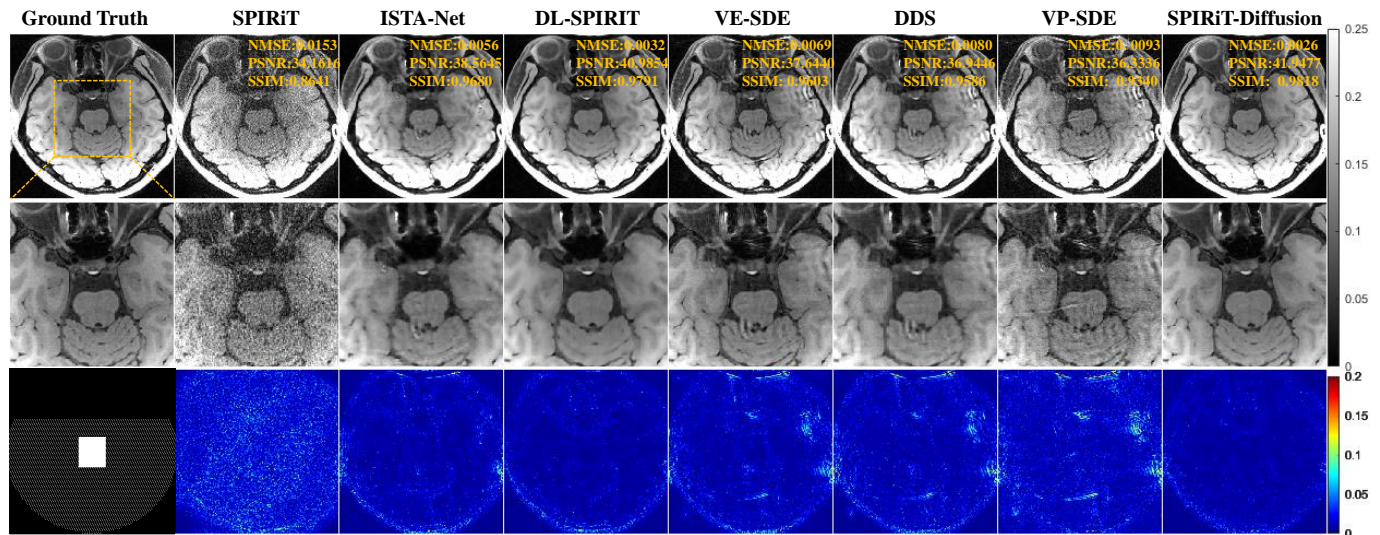 Ground Truth SPIRiT ISTA-Net DL-SPIRIT VE-SDE DDS VP-SDE SPIRiT-Diffusion
NMSE:0.0153 NMSE:0.0056 NMSE:0.0032 NMSE:0.0069 NMSE:0.0080 NMSE:0.0093 NMSE:0.0026
PSNR:34.1616 PSNR:38.5645 PSNR:40.9854 PSNR:37.6440 PSNR:36.9446 PSNR:36.3336 PSNR:41.9477
SSIM:0.8641 SSIM:0.9680 SSIM:0.9791 SSIM: 0.9603 SSIM:0.9586 SSIM: 0.9340 SSIM: 0.9818
0.25
0.2
0.15
0.1
0.05
0
0.2
0.15
0.1
0.05
0